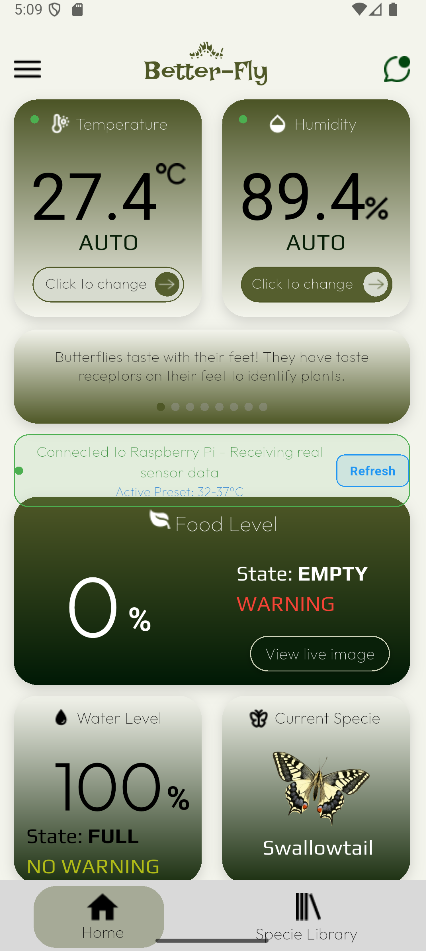 5:09
Better-Fly
Temperature
27.4°C
AUTO
Click to change
Humidity
89.4%
AUTO
Click to change
Butterflies taste with their feet! They have taste
receptors on their feet to identify plants.
Connected to Raspberry Pi - Receiving real
sensor data
Active Preset: 32-37°C
Refresh
Food Level
0%
State: EMPTY
WARNING
View live image
Water Level
100%
State: FULL
NO WARNING
Current Specie
Swallowtail
Home
Specie Library